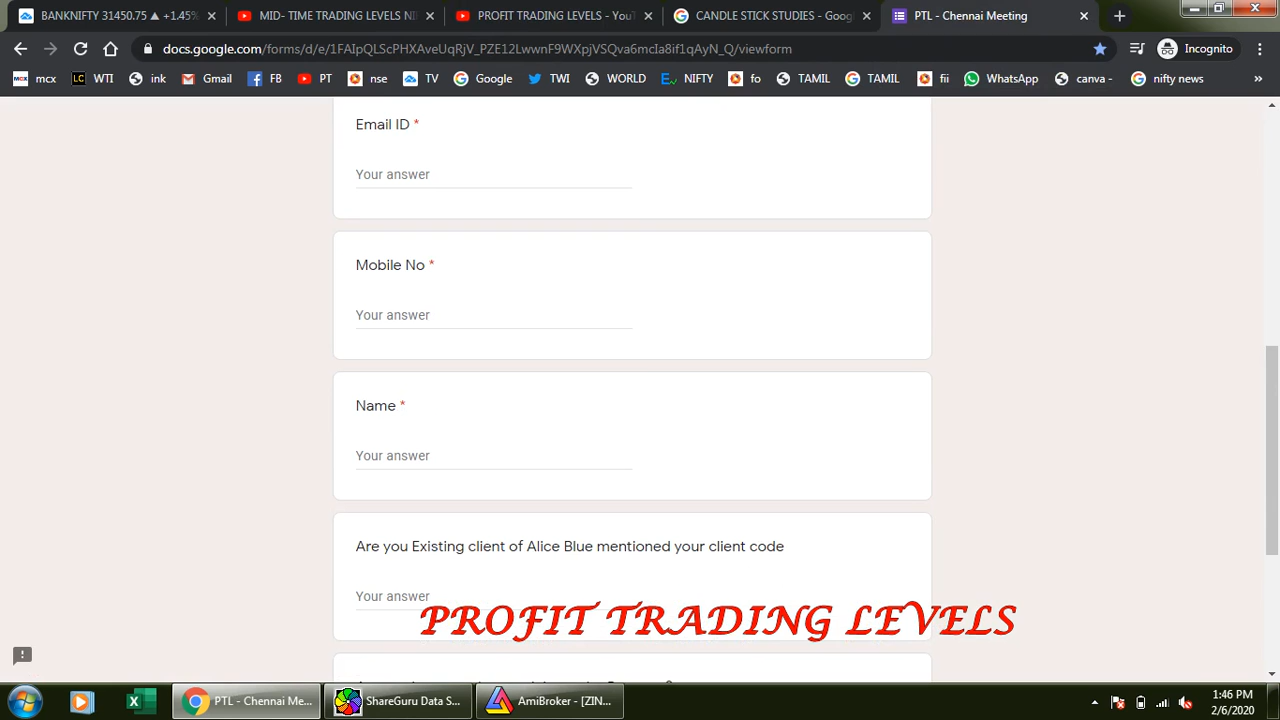 BANKNIFTY 31450.75 ▲ +1.45%
MID- TIME TRADING LEVELS NI
PROFIT TRADING LEVELS - YouT
CANDLE STICK STUDIES - Goog
PTL - Chennai Meeting
docs.google.com/forms/d/e/1FAIpQLScPHXAveUqRjV_PZE12LwwnF9WXpjVSQva6mcIa8if1qAyN_Q/viewform
Incognito
MCX mcx LC WTI ink Gmail FB PT nse TV Google TWI WORLD NIFTY fo TAMIL TAMIL fii WhatsApp canva - nifty news »
Email ID *
Your answer
Mobile No *
Your answer
Name *
Your answer
Are you Existing client of Alice Blue mentioned your client code
Your answer
PROFIT TRADING LEVELS
PTL - Chennai Me...
ShareGuru Data S...
AmiBroker - [ZIN...
1:46 PM
2/6/2020